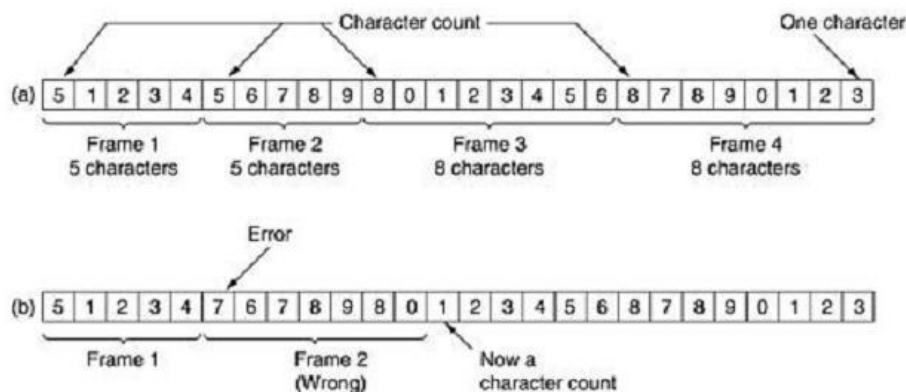 Character count One character
(a) 5 1 2 3 4 5 6 7 8 9 8 0 1 2 3 4 5 6 8 7 8 9 0 1 2 3
Frame 1 Frame 2 Frame 3 Frame 4
5 characters 5 characters 8 characters 8 characters
Error
(b) 5 1 2 3 4 7 6 7 8 9 8 0 1 2 3 4 5 6 8 7 8 9 0 1 2 3
Frame 1 Frame 2 Now a
(Wrong) character count